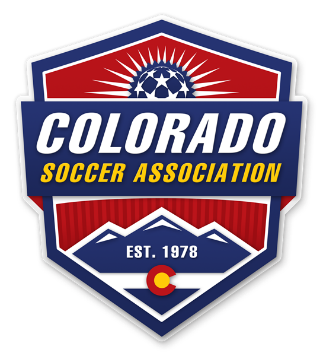 COLORADO
SOCCER ASSOCIATION
EST. 1978